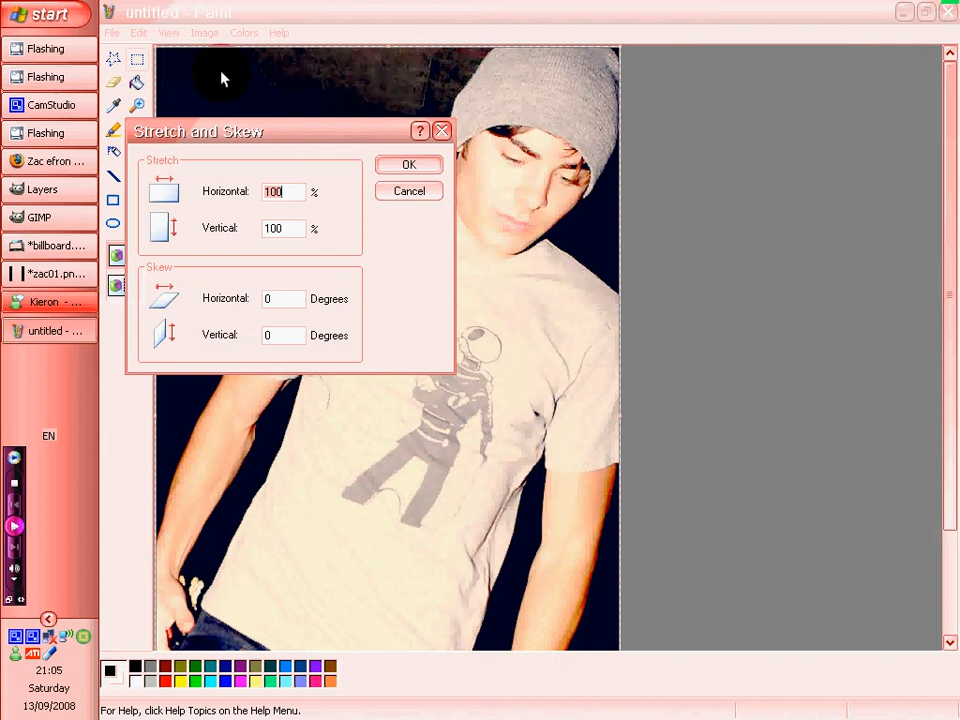 start
Flashing
Flashing
CamStudio
Flashing
Zac efron ...
Layers
GIMP
*billboard....
*zac01.pn...
Kieron - ...
untitled - ...
EN
ATI
21:05
Saturday
13/09/2008
untitled - Paint
File Edit View Image Colors Help
Stretch and Skew
?
Stretch
Horizontal: 100 %
Vertical: 100 %
Skew
Horizontal: 0 Degrees
Vertical: 0 Degrees
OK
Cancel
For Help, click Help Topics on the Help Menu.